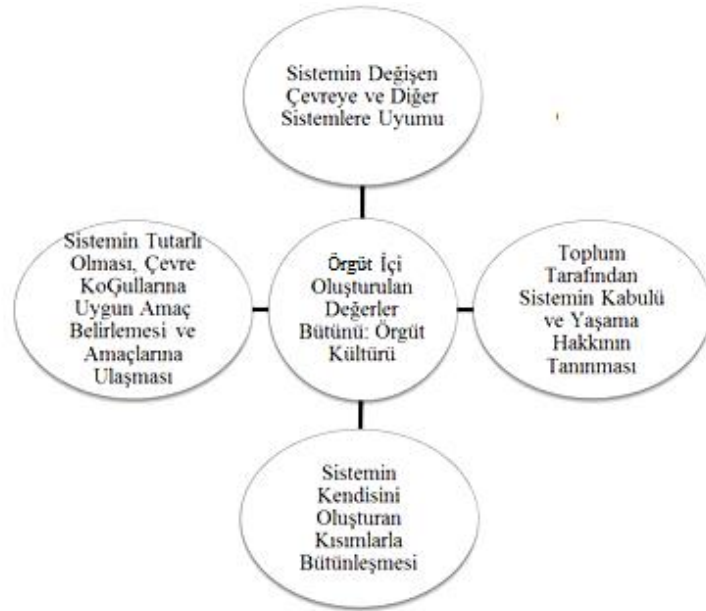 Sistemin Değişen
Çevreye ve Diğer
Sistemlere Uyumu
Sistemin Tutarlı
Olması, Çevre
KoĢullarına
Uygun Amaç
Belirlemesi ve
Amaçlarına
Ulaşması
Örgüt İçi
Oluşturulan
Değerler
Bütünü: Örgüt
Kültürü
Toplum
Tarafından
Sistemin Kabulü
ve Yaşama
Hakkının
Tanınması
Sistemin
Kendisini
Oluşturan
Kısımlarla
Bütünleşmesi